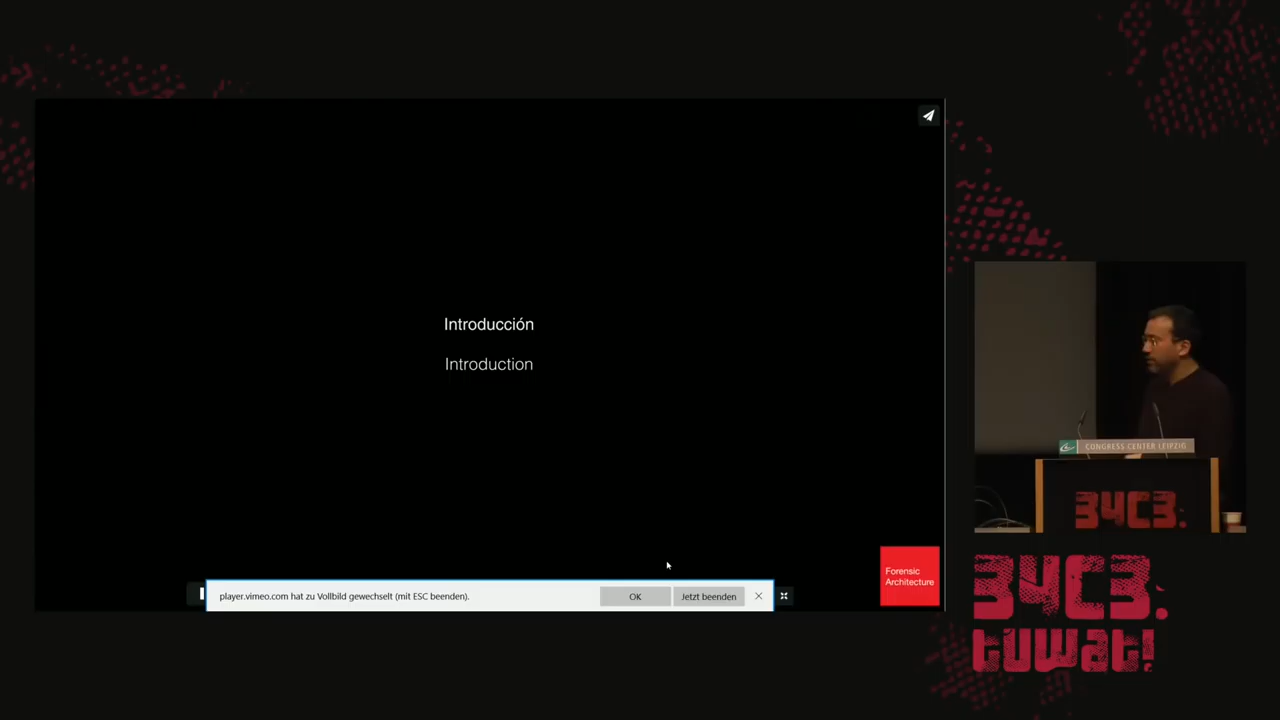 Introducción
Introduction
Forensic
Architecture
player.vimeo.com hat zu Vollbild gewechselt (mit ESC beenden).
OK
Jetzt beenden
CONGRESS CENTER LEIPZIG
34C3.
34C3.
tuwat!